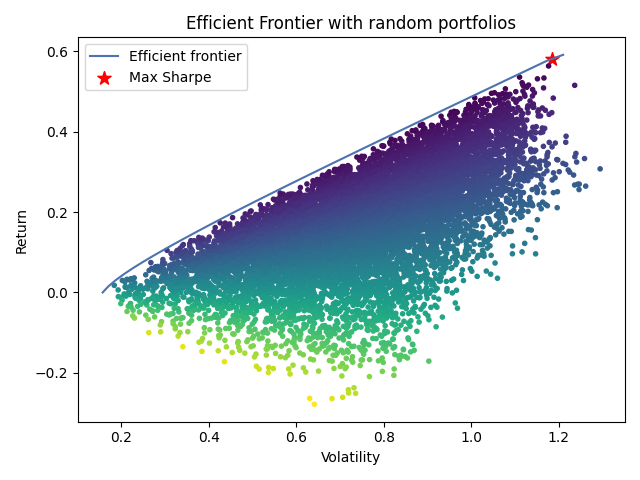 Efficient Frontier with random portfolios
Efficient frontier
Max Sharpe
Return
0.6
0.4
0.2
0.0
−0.2
0.2 0.4 0.6 0.8 1.0 1.2
Volatility